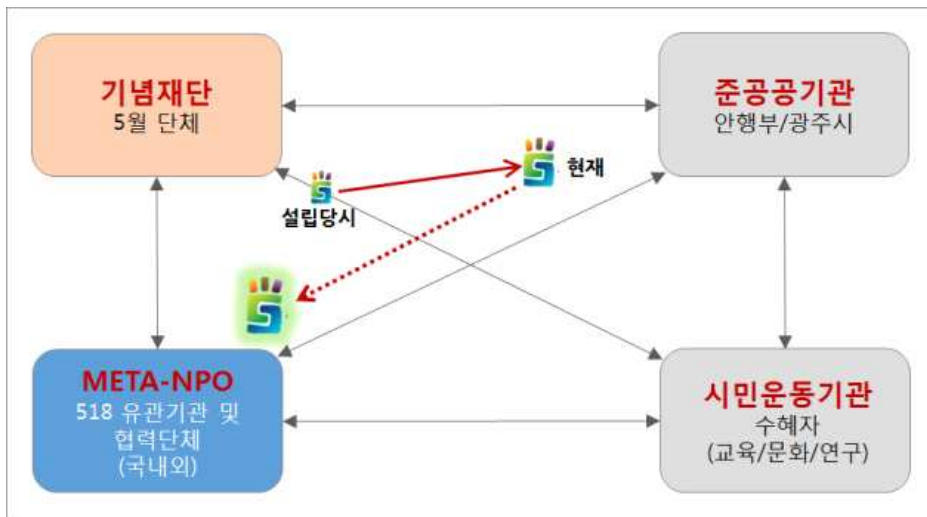 기념재단
5월 단체
준공공기관
안행부/광주시
현재
설립당시
META-NPO
518 유관기관 및
협력단체
(국내외)
시민운동기관
수혜자
(교육/문화/연구)